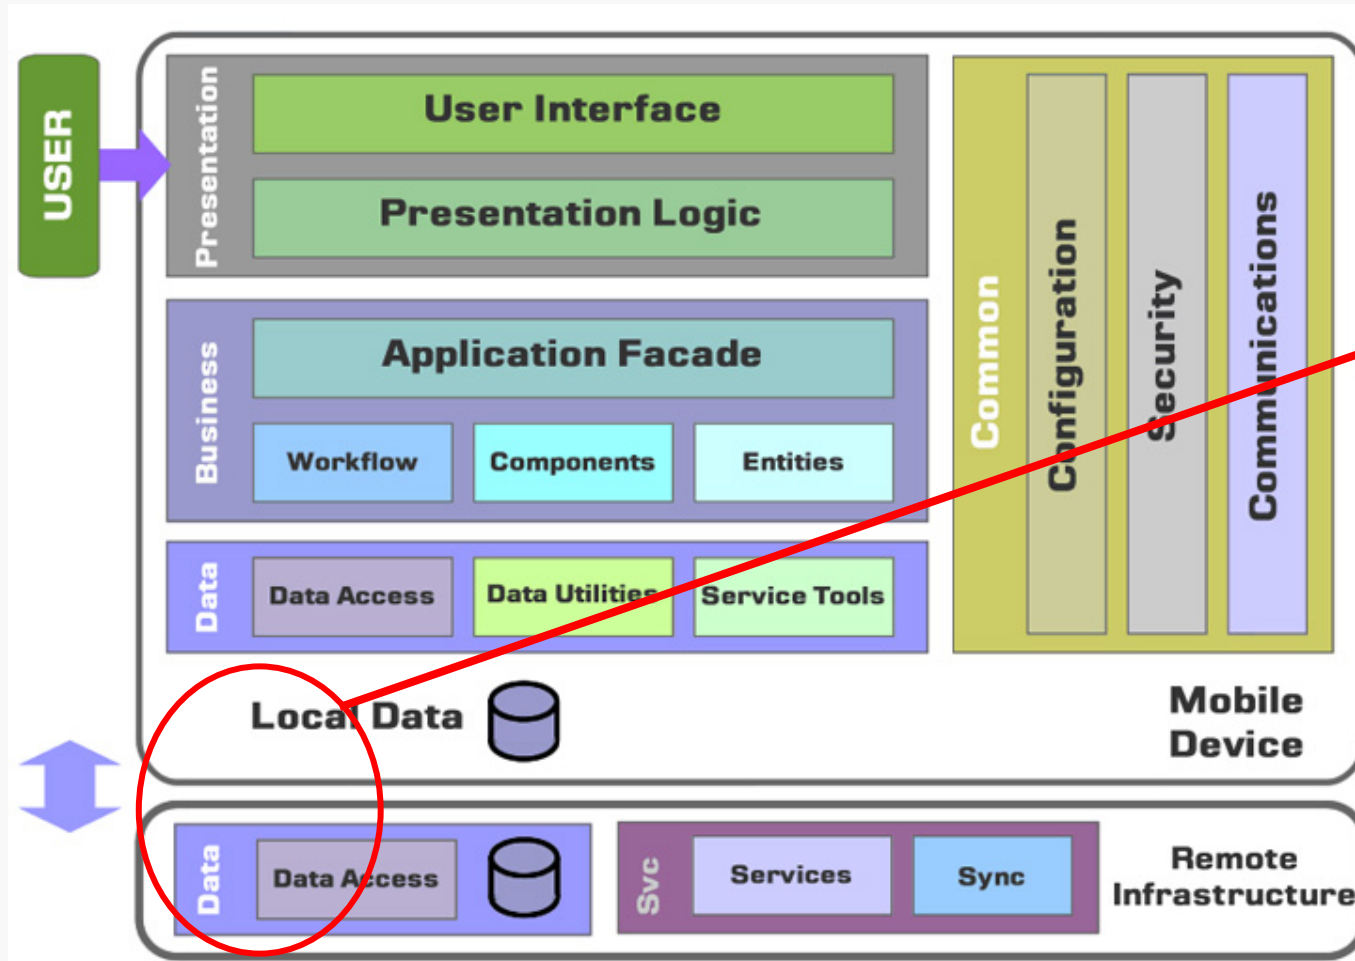 USER
Presentation
User Interface
Presentation Logic
Business
Application Facade
Workflow
Components
Entities
Data
Data Access
Data Utilities
Service Tools
Common
Configuration
Security
Communications
Local Data
Mobile
Device
Data
Data Access
Svc
Services
Sync
Remote
Infrastructure